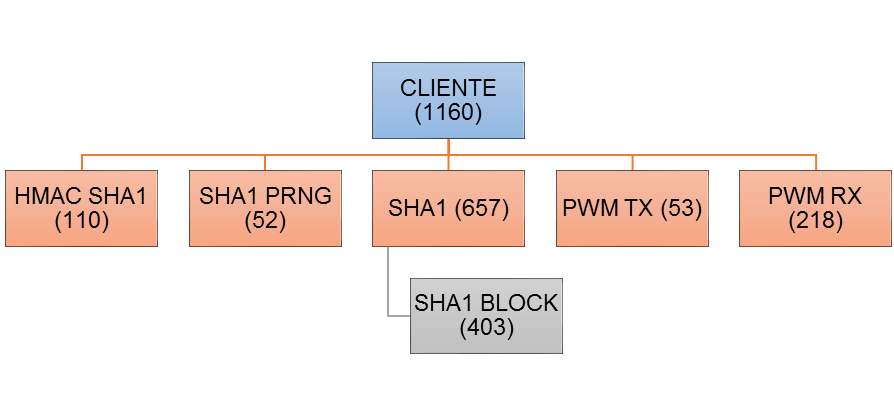 CLIENTE
(1160)
HMAC SHA1
(110)
SHA1 PRNG
(52)
SHA1 (657)
PWM TX (53)
PWM RX
(218)
SHA1 BLOCK
(403)